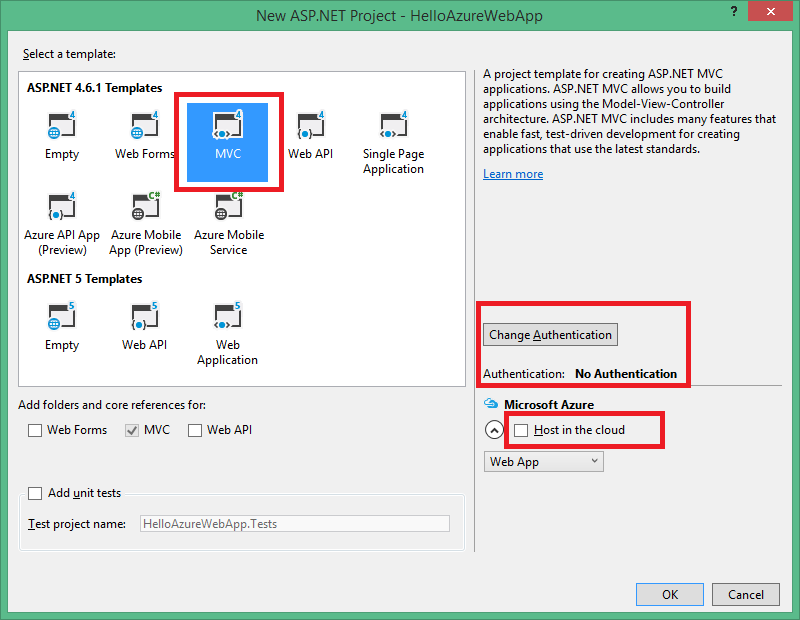 New ASP.NET Project - HelloAzureWebApp
?
Select a template:
ASP.NET 4.6.1 Templates
4 4 4 4 4
Empty Web Forms MVC Web API Single Page
Application
4 C# C#
Azure API App Azure Mobile Azure Mobile
(Preview) App (Preview) Service
ASP.NET 5 Templates
5 5 5
Empty Web API Web
Application
A project template for creating ASP.NET MVC
applications. ASP.NET MVC allows you to build
applications using the Model-View-Controller
architecture. ASP.NET MVC includes many features that
enable fast, test-driven development for creating
applications that use the latest standards.
Learn more
Change Authentication
Authentication: No Authentication
Microsoft Azure
Host in the cloud
Web App
Add folders and core references for:
Web Forms MVC Web API
Add unit tests
Test project name: HelloAzureWebApp.Tests
OK Cancel